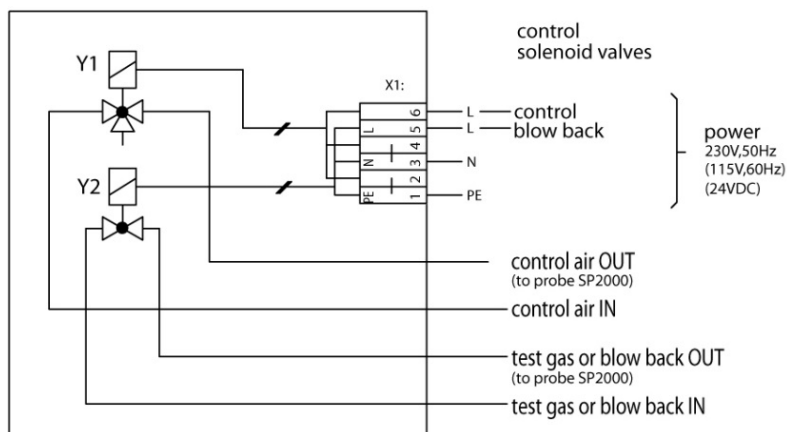 control
solenoid valves
Y1
X1:
6
L
control
L
5
L
blow back
4
power
230V,50Hz
(115V,60Hz)
(24VDC)
N
3
N
2
Y2
PE
1
PE
control air OUT
(to probe SP2000)
control air IN
test gas or blow back OUT
(to probe SP2000)
test gas or blow back IN